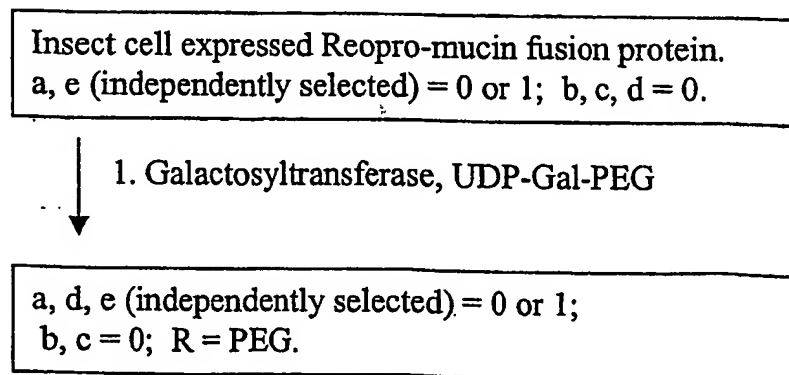 Insect cell expressed Reopro-mucin fusion protein.
a, e (independently selected) = 0 or 1; b, c, d = 0.
1. Galactosyltransferase, UDP-Gal-PEG
a, d, e (independently selected) = 0 or 1;
b, c = 0; R = PEG.